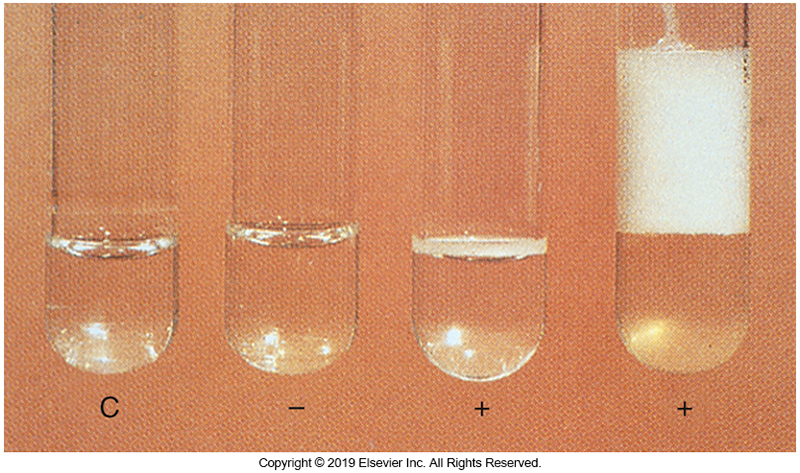 C – + +
Copyright © 2019 Elsevier Inc. All Rights Reserved.